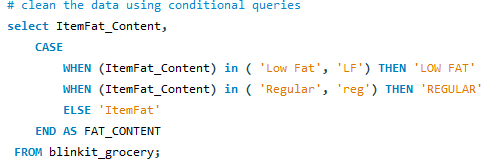 # clean the data using conditional queries
select ItemFat_Content,
CASE
WHEN (ItemFat_Content) in ( 'Low Fat', 'LF') THEN 'LOW FAT'
WHEN (ItemFat_Content) in ( 'Regular', 'reg') THEN 'REGULAR'
ELSE 'ItemFat'
END AS FAT_CONTENT
FROM blinkit_grocery;